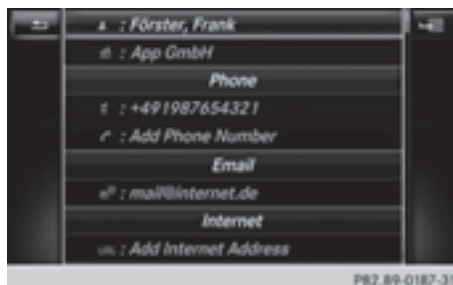 : Förster, Frank
: App GmbH
Phone
: +491987654321
: Add Phone Number
Email
: mail@internet.de
Internet
URL : Add Internet Address
P82.89-0187-31